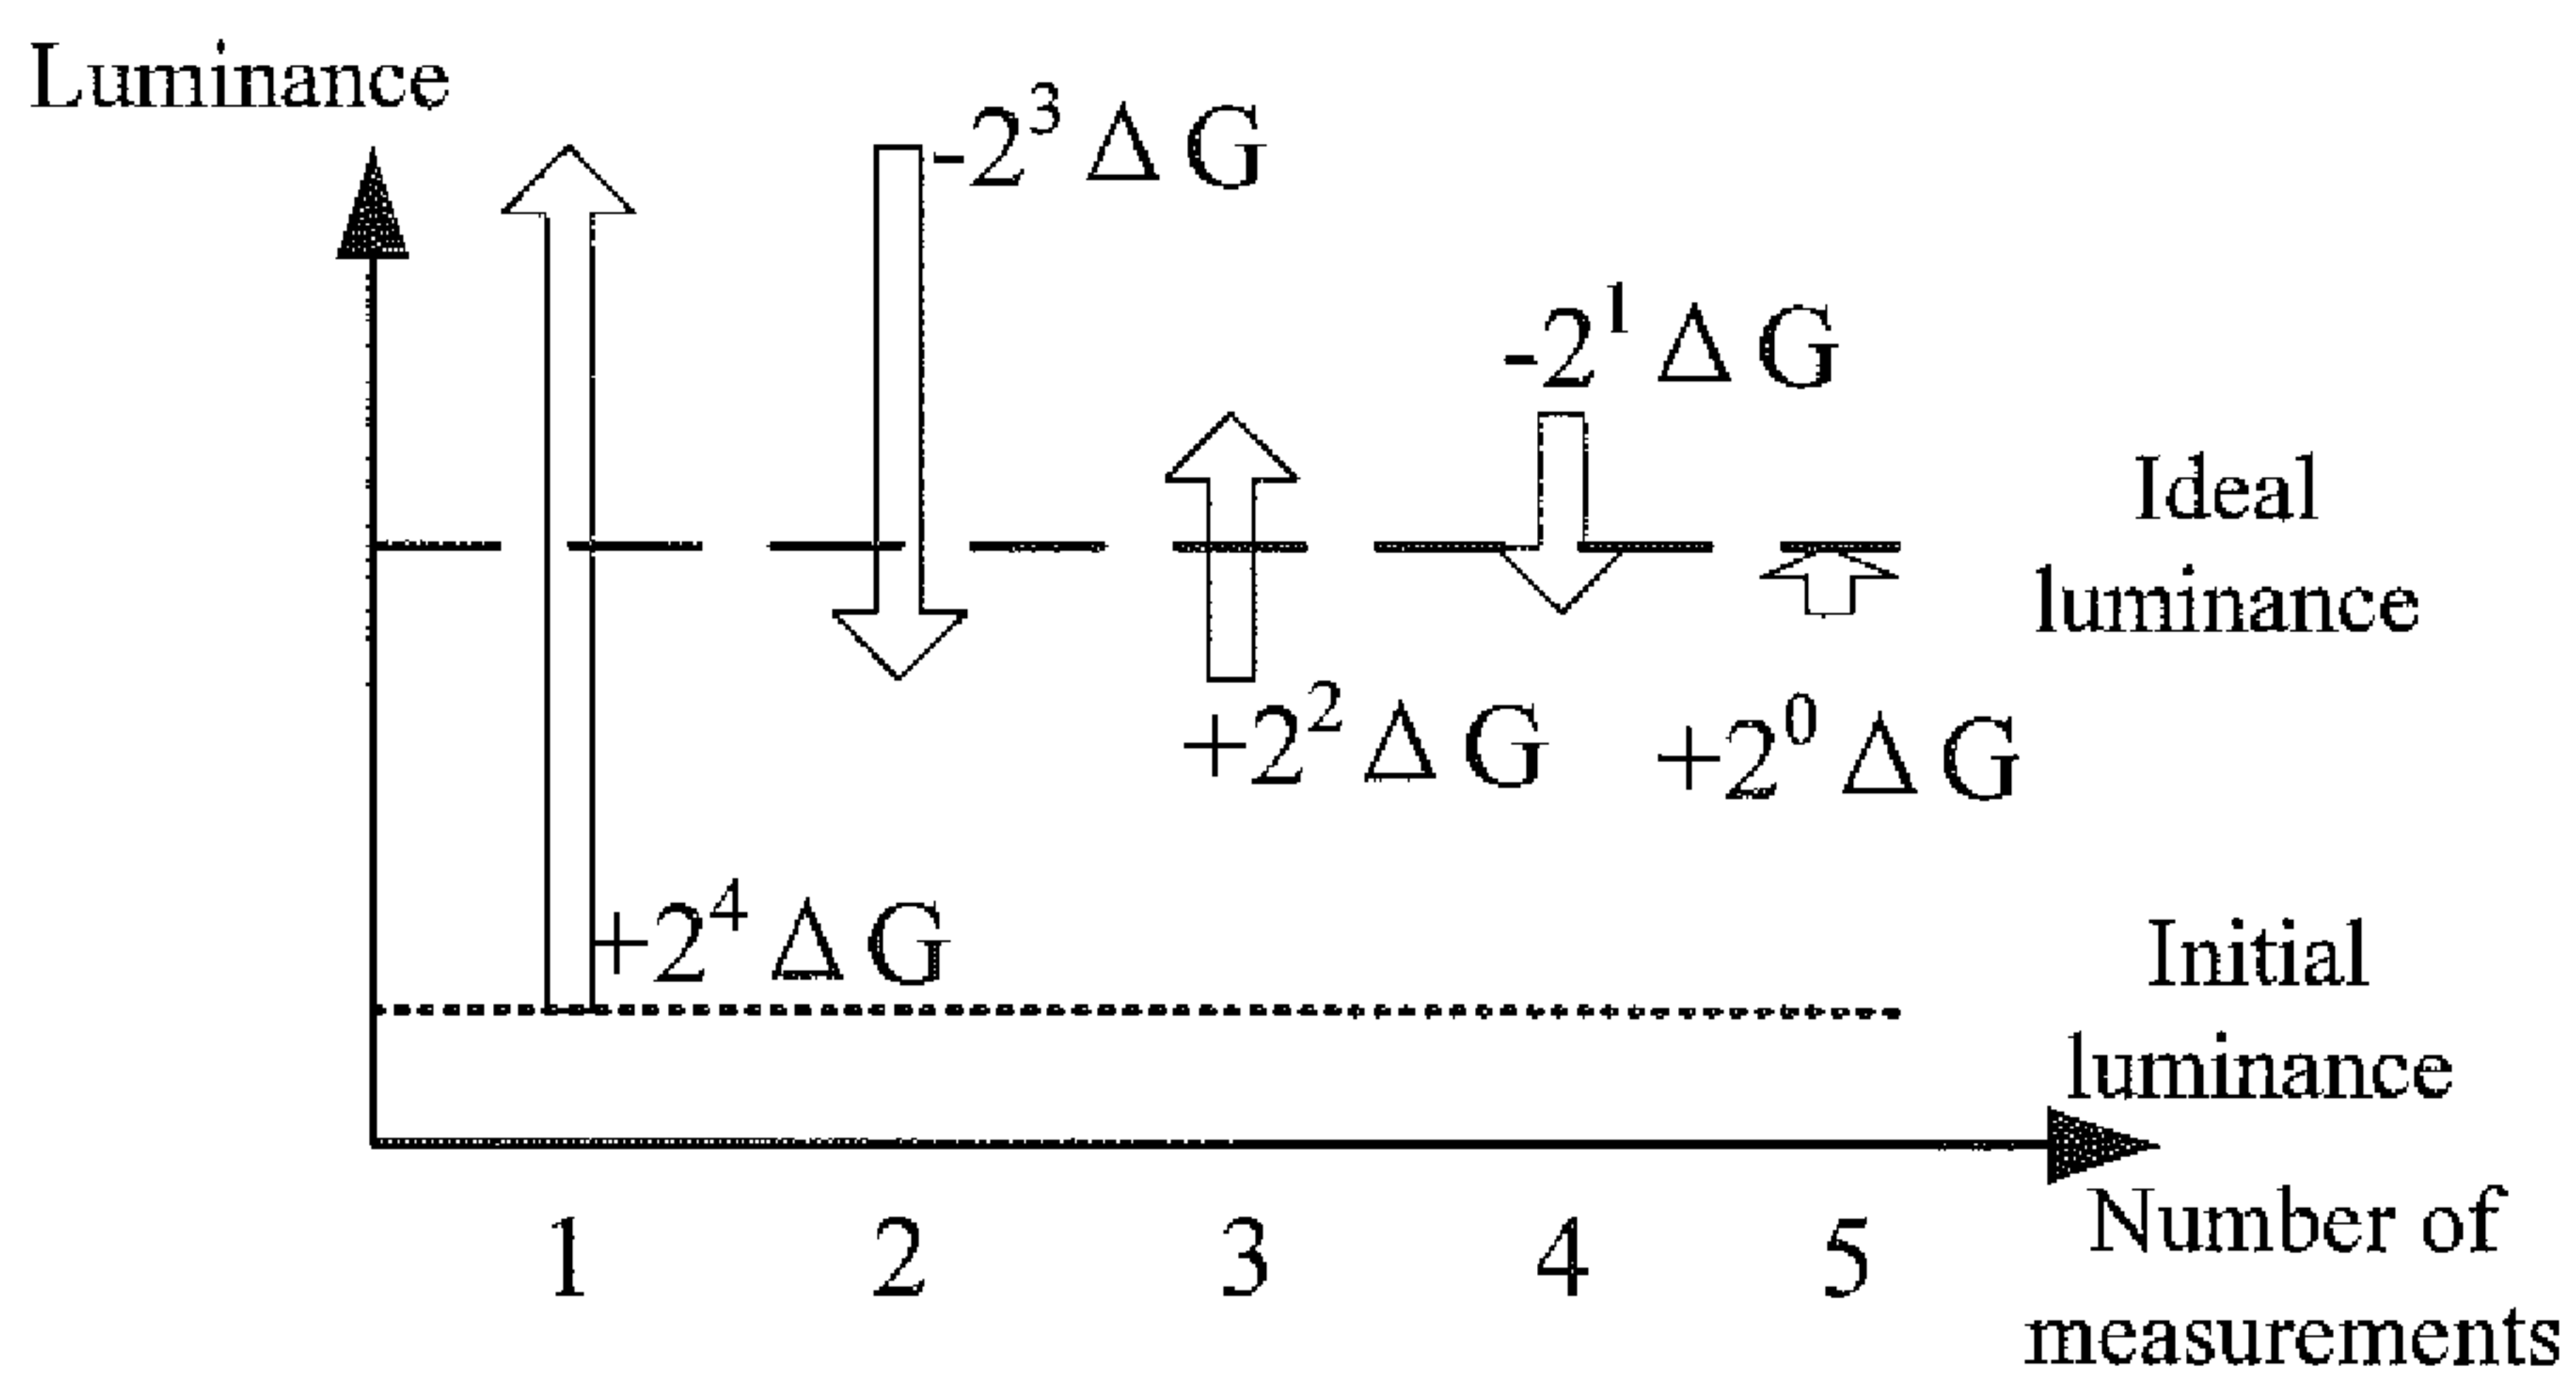 Luminance
-2³ΔG
-2¹ΔG
Ideal
luminance
+2²ΔG
+2⁰ΔG
+2⁴ΔG
Initial
luminance
1 2 3 4 5
Number of
measurements